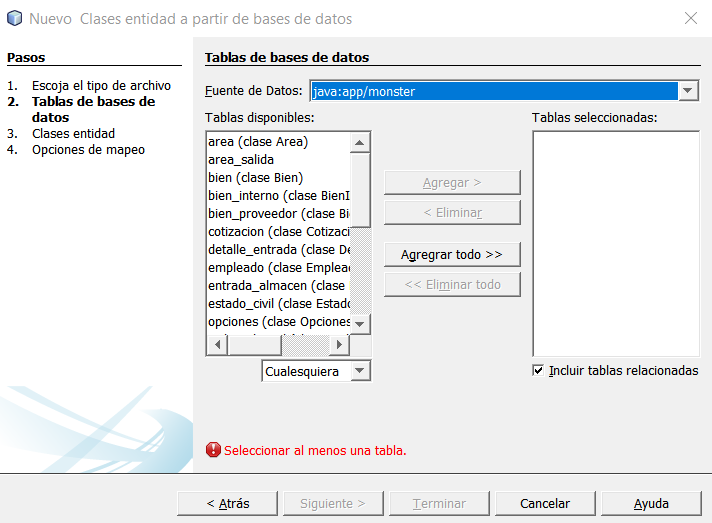 Nuevo Clases entidad a partir de bases de datos
Pasos
1. Escoja el tipo de archivo
2. Tablas de bases de
datos
3. Clases entidad
4. Opciones de mapeo
Tablas de bases de datos
Fuente de Datos: java:app/monster
Tablas disponibles:
area (clase Area)
area_salida
bien (clase Bien)
bien_interno (clase BienI
bien_proveedor (clase Bi
cotizacion (clase Cotizaci
detalle_entrada (clase De
empleado (clase Empleac
entrada_almacen (clase
estado_civil (clase Estado
opciones (clase Opciones
Cualesquiera
Agregar >
< Eliminar
Agregrar todo >>
<< Eliminar todo
Tablas seleccionadas:
Incluir tablas relacionadas
Seleccionar al menos una tabla.
< Atrás
Siguiente >
Terminar
Cancelar
Ayuda